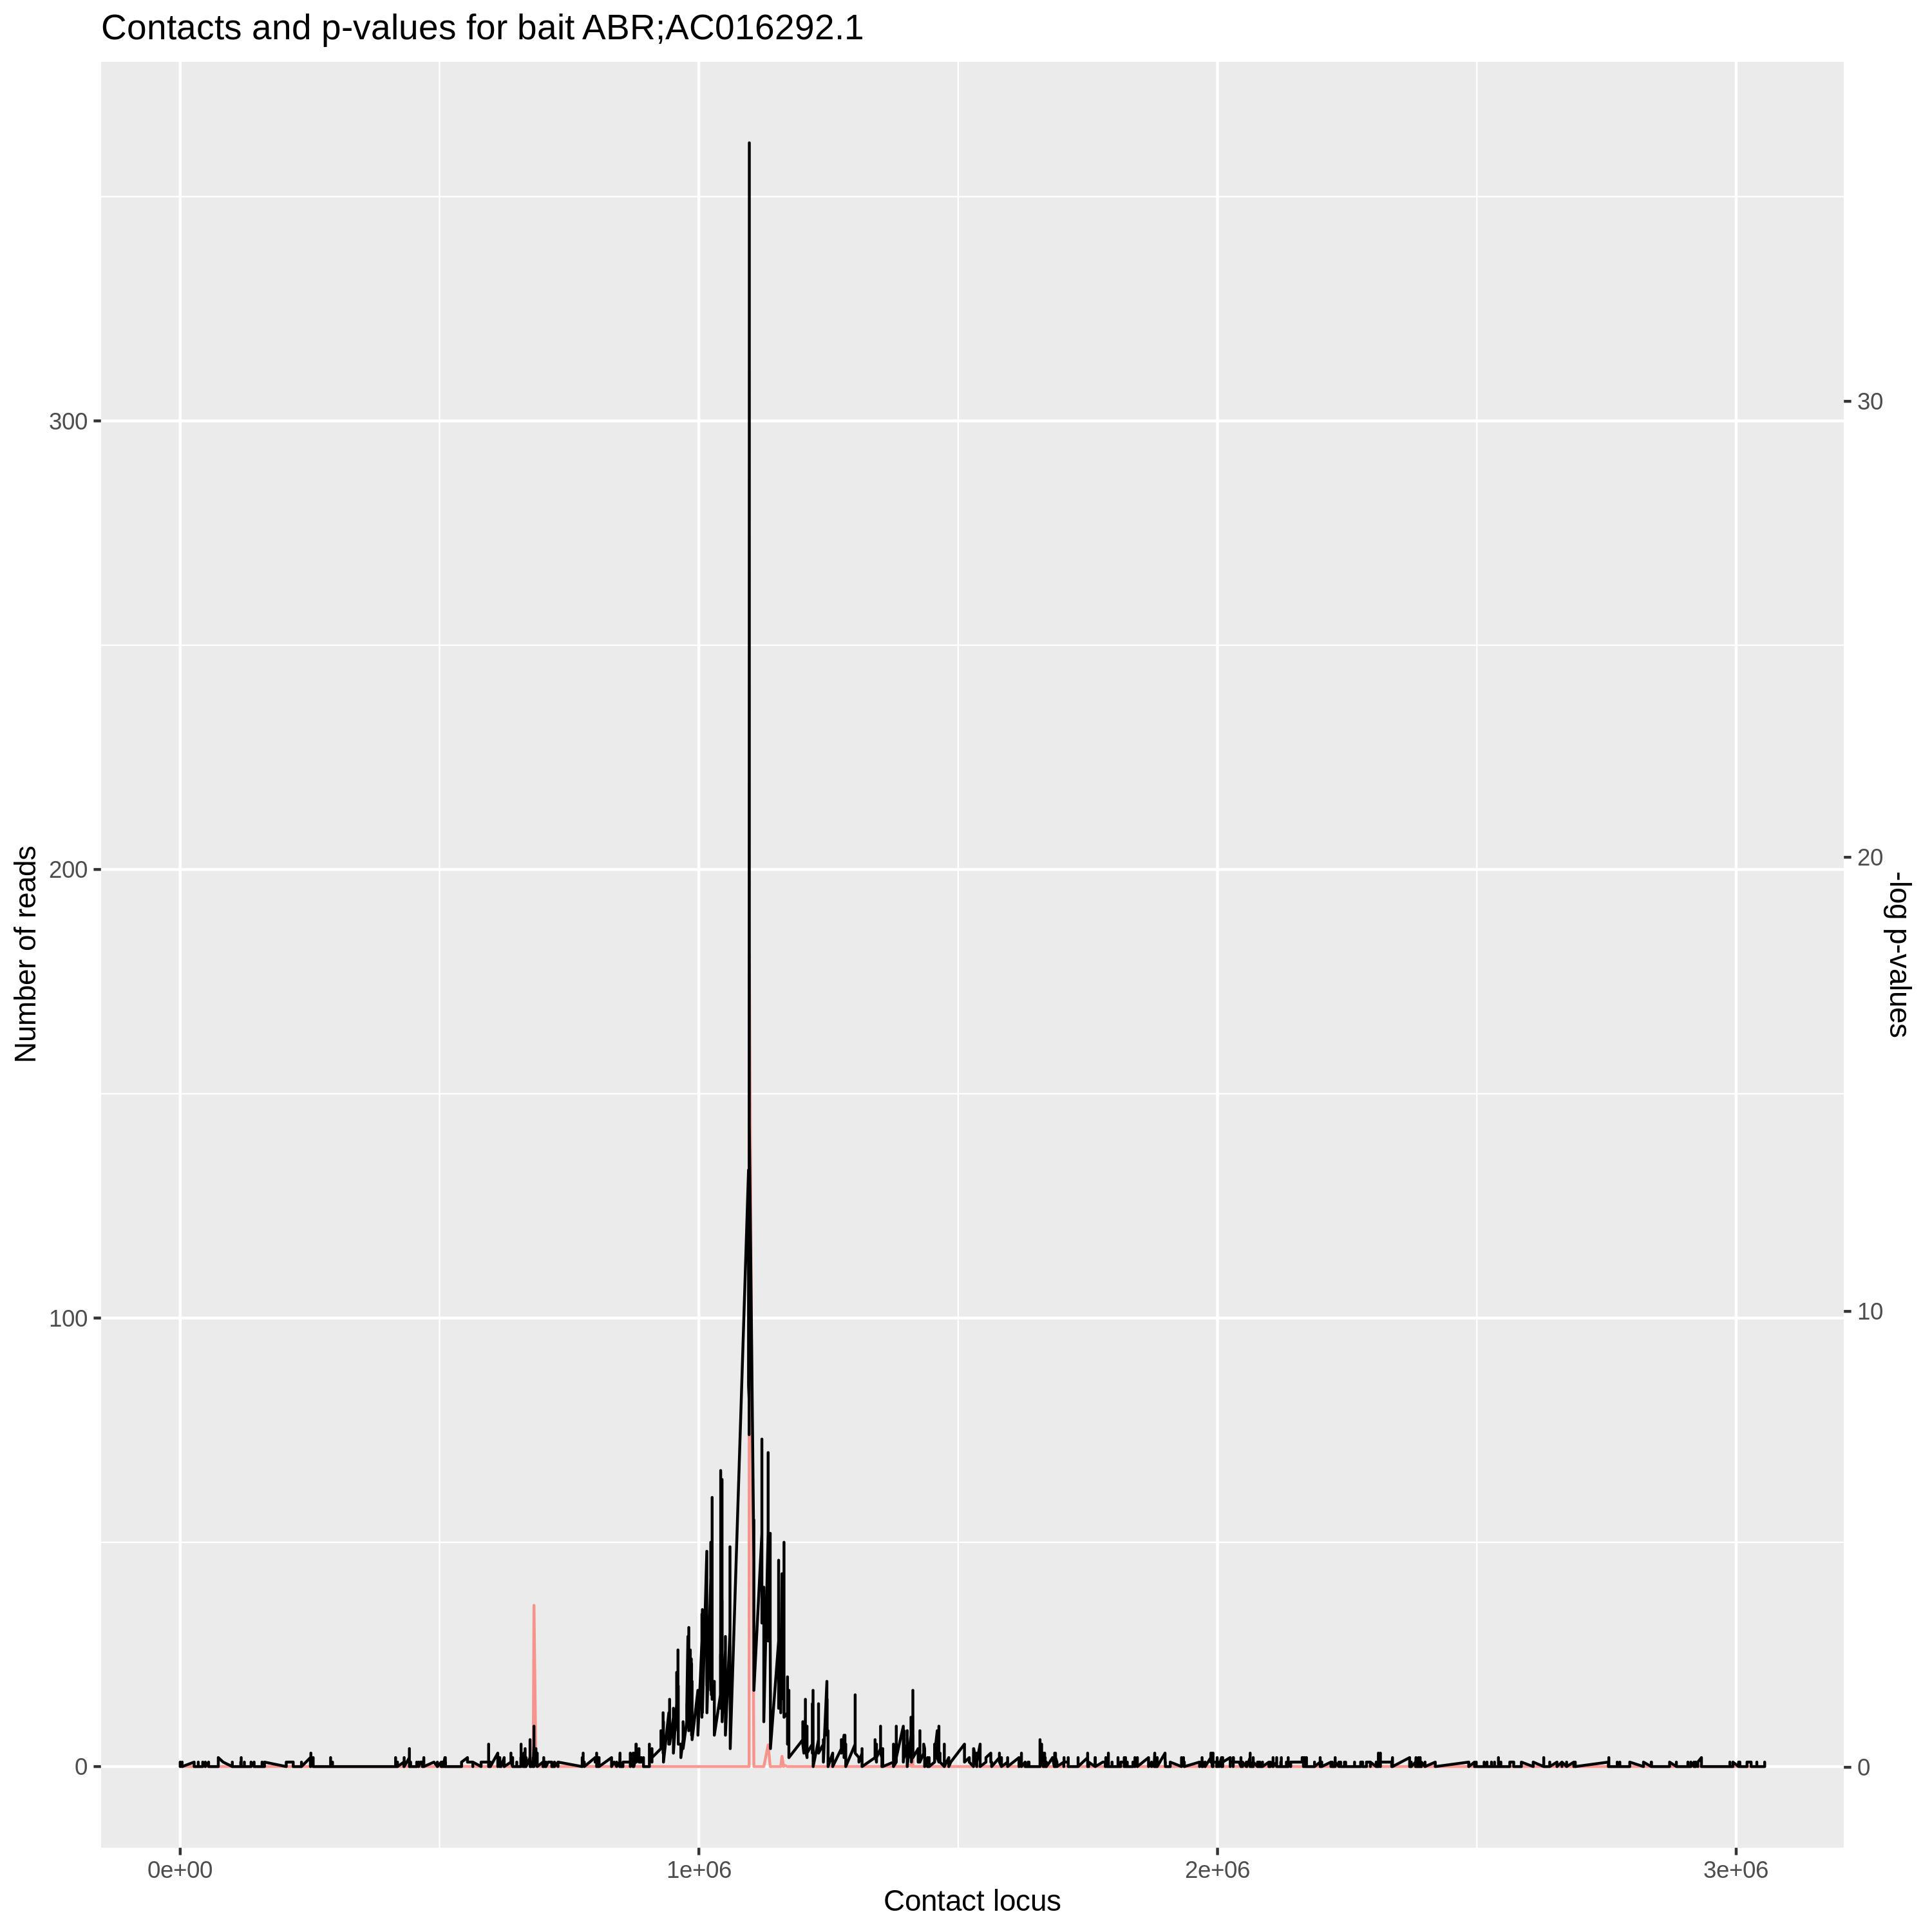 Contacts and p-values for bait ABR;AC016292.1
Number of reads
300
200
100
0
30
20
10
0
-log p-values
0e+00 1e+06 2e+06 3e+06
Contact locus